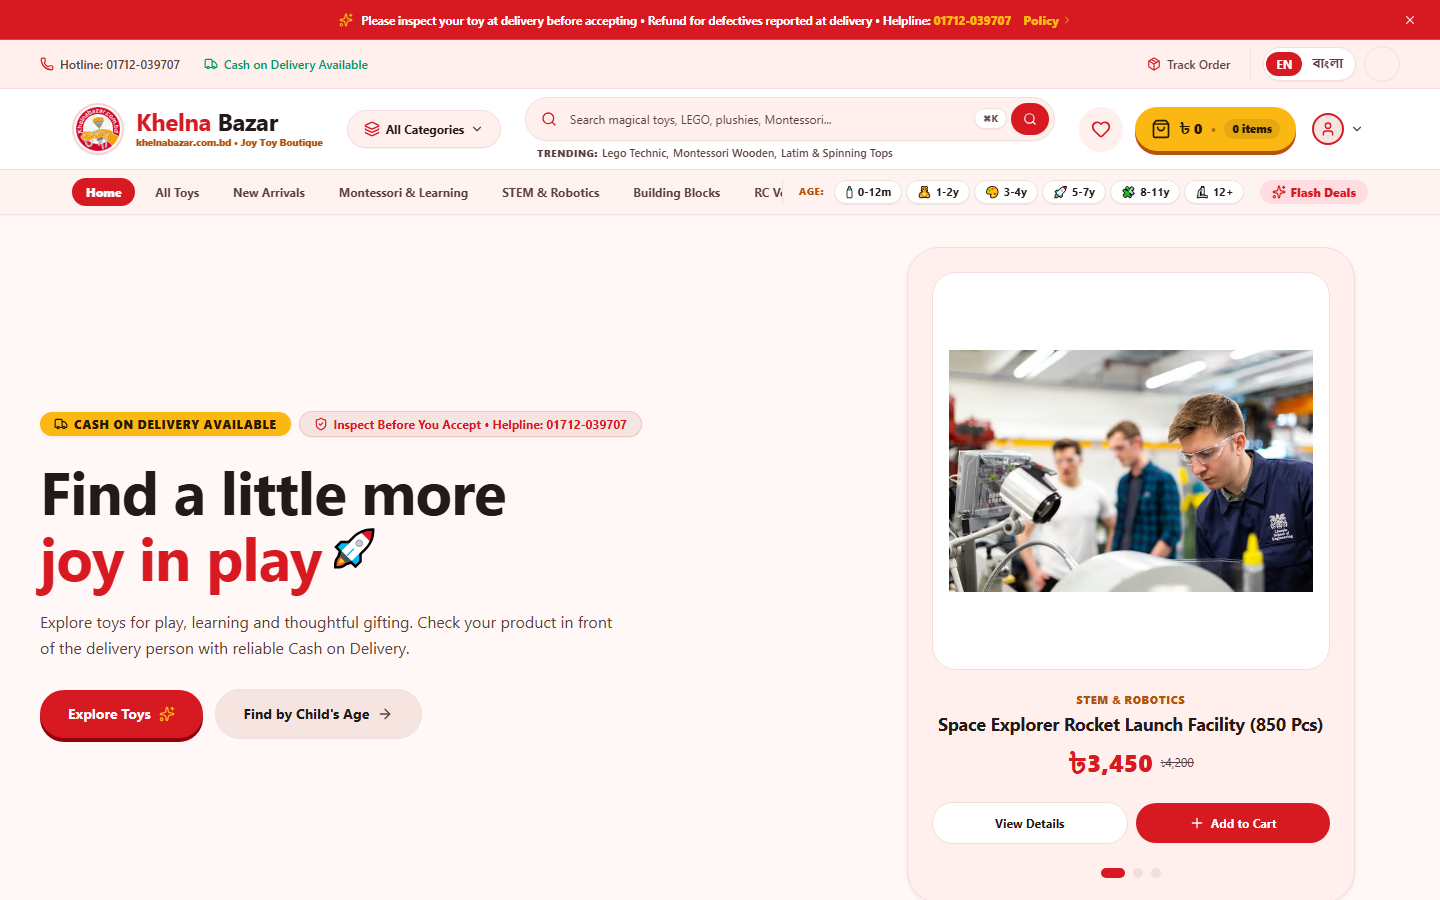 Please inspect your toy at delivery before accepting • Refund for defectives reported at delivery • Helpline: 01712-039707 Policy
Hotline: 01712-039707
Cash on Delivery Available
Track Order
EN
বাংলা
Khelna Bazar
khelnabazar.com.bd • Joy Toy Boutique
All Categories
Search magical toys, LEGO, plushies, Montessori...
⌘K
৳ 0 • 0 items
TRENDING: Lego Technic, Montessori Wooden, Latim & Spinning Tops
Home
All Toys
New Arrivals
Montessori & Learning
STEM & Robotics
Building Blocks
RC
AGE:
0-12m
1-2y
3-4y
5-7y
8-11y
12+
Flash Deals
CASH ON DELIVERY AVAILABLE
Inspect Before You Accept • Helpline: 01712-039707
Find a little more
joy in play
Explore toys for play, learning and thoughtful gifting. Check your product in front
of the delivery person with reliable Cash on Delivery.
Explore Toys
Find by Child's Age
STEM & ROBOTICS
Space Explorer Rocket Launch Facility (850 Pcs)
৳3,450 ৳4,200
View Details
Add to Cart